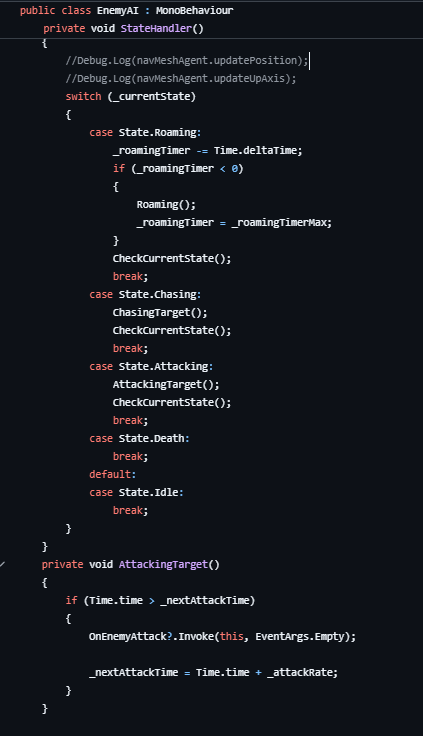 public class EnemyAI : MonoBehaviour
private void StateHandler()
{
//Debug.Log(navMeshAgent.updatePosition);
//Debug.Log(navMeshAgent.updateUpAxis);
switch (_currentState)
{
case State.Roaming:
_roamingTimer -= Time.deltaTime;
if (_roamingTimer < 0)
{
Roaming();
_roamingTimer = _roamingTimerMax;
}
CheckCurrentState();
break;
case State.Chasing:
ChasingTarget();
CheckCurrentState();
break;
case State.Attacking:
AttackingTarget();
CheckCurrentState();
break;
case State.Death:
break;
default:
case State.Idle:
break;
}
}
private void AttackingTarget()
{
if (Time.time > _nextAttackTime)
{
OnEnemyAttack?.Invoke(this, EventArgs.Empty);
_nextAttackTime = Time.time + _attackRate;
}
}